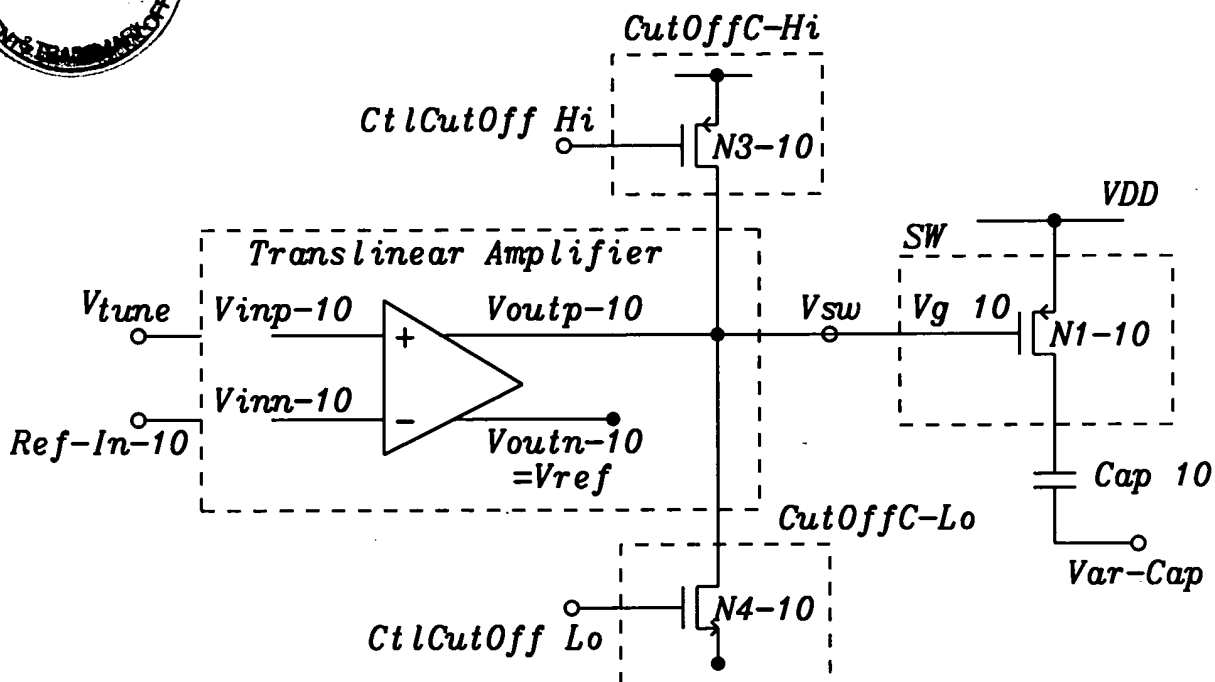 CutOffC-Hi
CtlCutOff Hi
N3-10
VDD
SW
Translinear Amplifier
Vtune
Vinp-10
Voutp-10
Vsw
Vg 10
N1-10
+
Vinn-10
-
Ref-In-10
Voutn-10
=Vref
Cap 10
CutOffC-Lo
Var-Cap
N4-10
CtlCutOff Lo